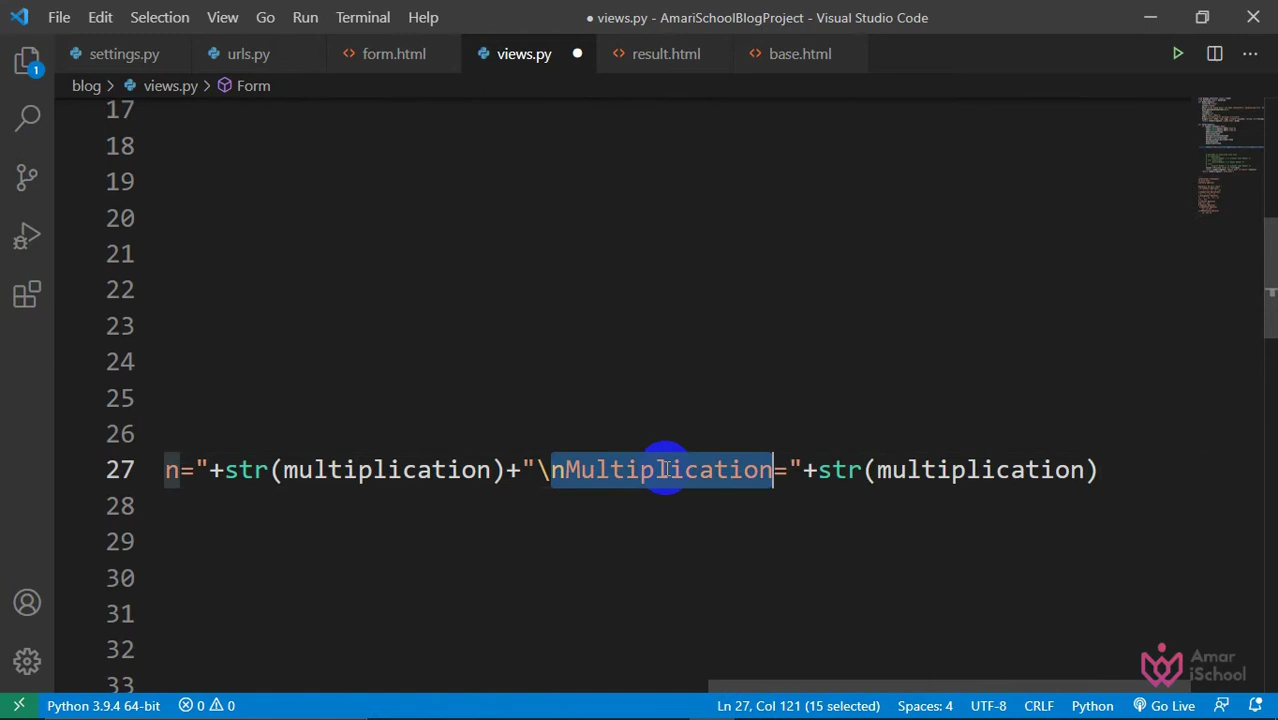 File Edit Selection View Go Run Terminal Help ● views.py - AmariSchoolBlogProject - Visual Studio Code
settings.py urls.py form.html views.py result.html base.html
blog > views.py > Form
1
17
18
19
20
21
22
23
24
25
26
27 n="+str(multiplication)+"\nMultiplication="+str(multiplication)
28
29
30
31
32
33
Amar
iSchool
Python 3.9.4 64-bit 0 0 Ln 27, Col 121 (15 selected) Spaces: 4 UTF-8 CRLF Python Go Live